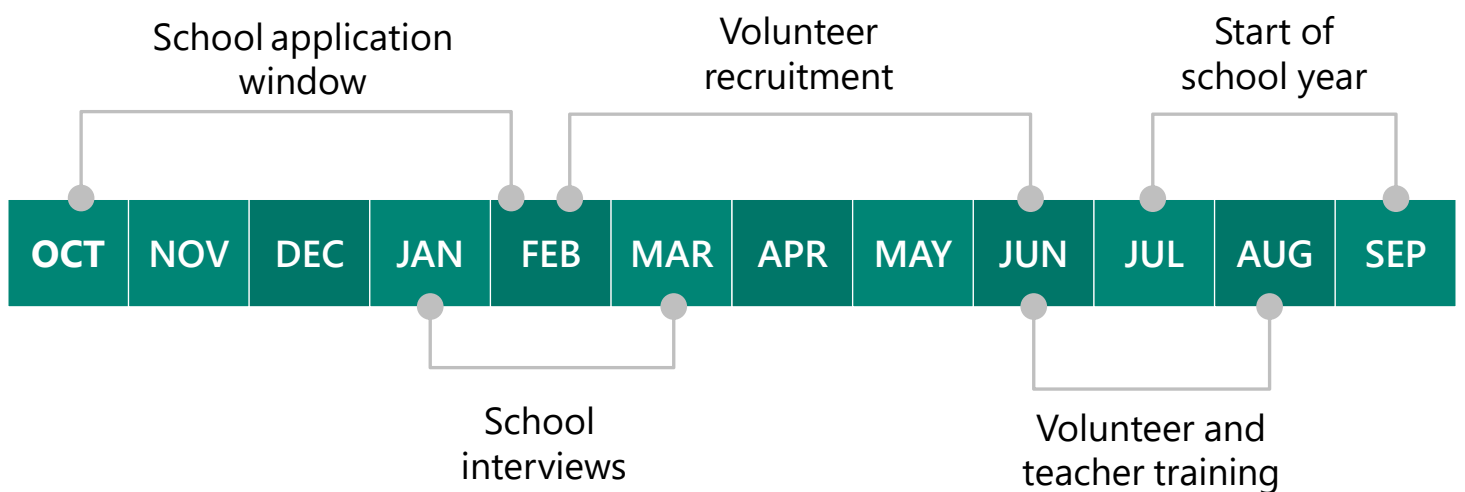 School application
window
Volunteer
recruitment
Start of
school year
OCT NOV DEC JAN FEB MAR APR MAY JUN JUL AUG SEP
School
interviews
Volunteer and
teacher training